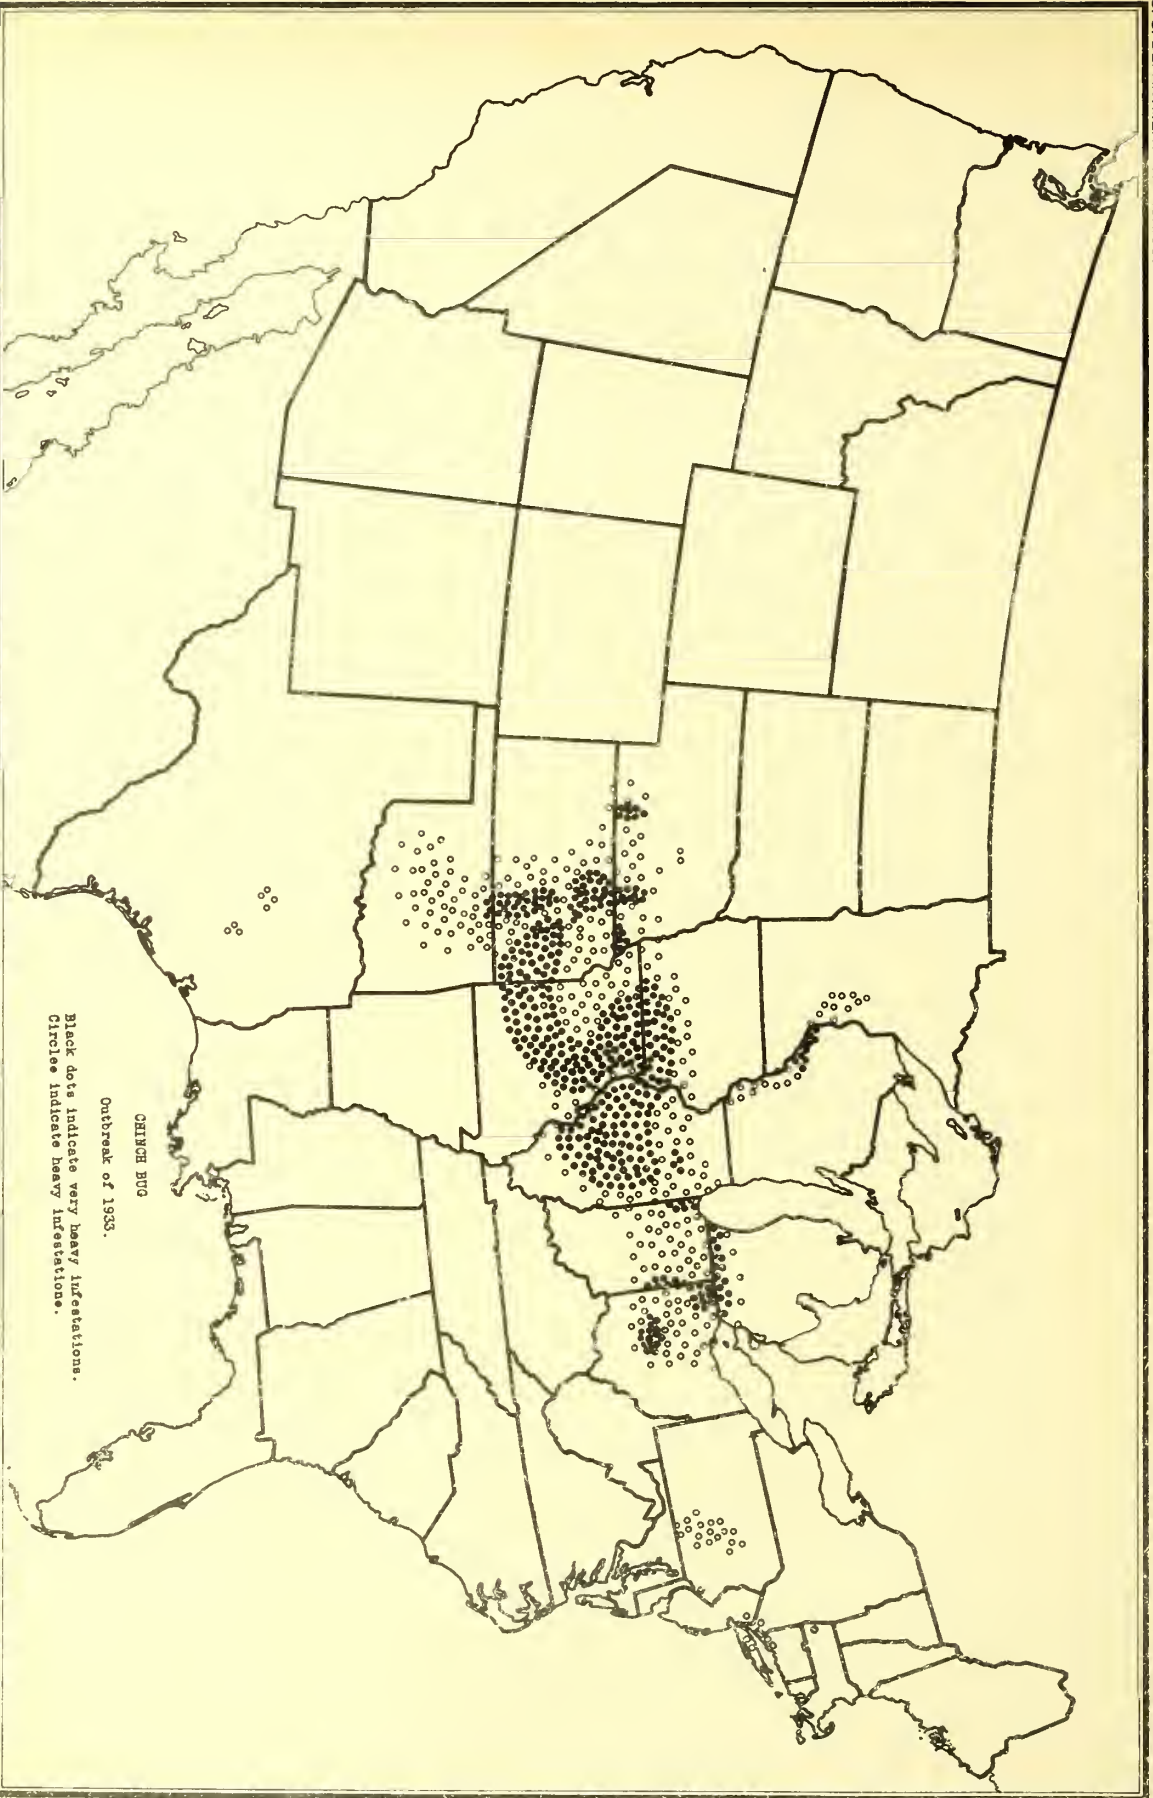 CHINCH BUG
Outbreak of 1933.
Black dots indicate very heavy infestations.
Circles indicate heavy infestations.